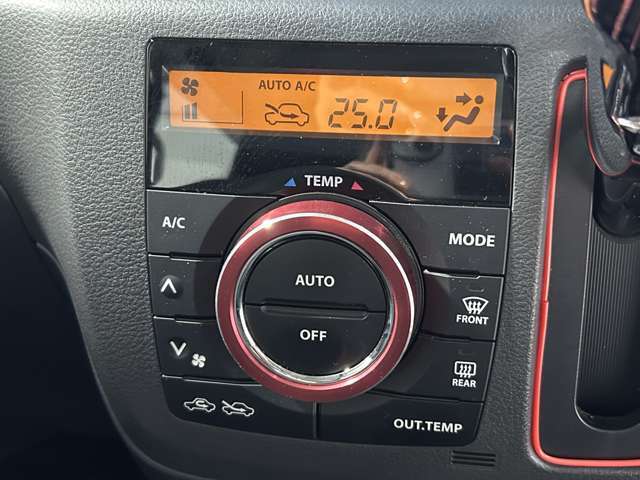 AUTO A/C
25.0
TEMP
A/C
MODE
AUTO
OFF
FRONT
REAR
OUT.TEMP